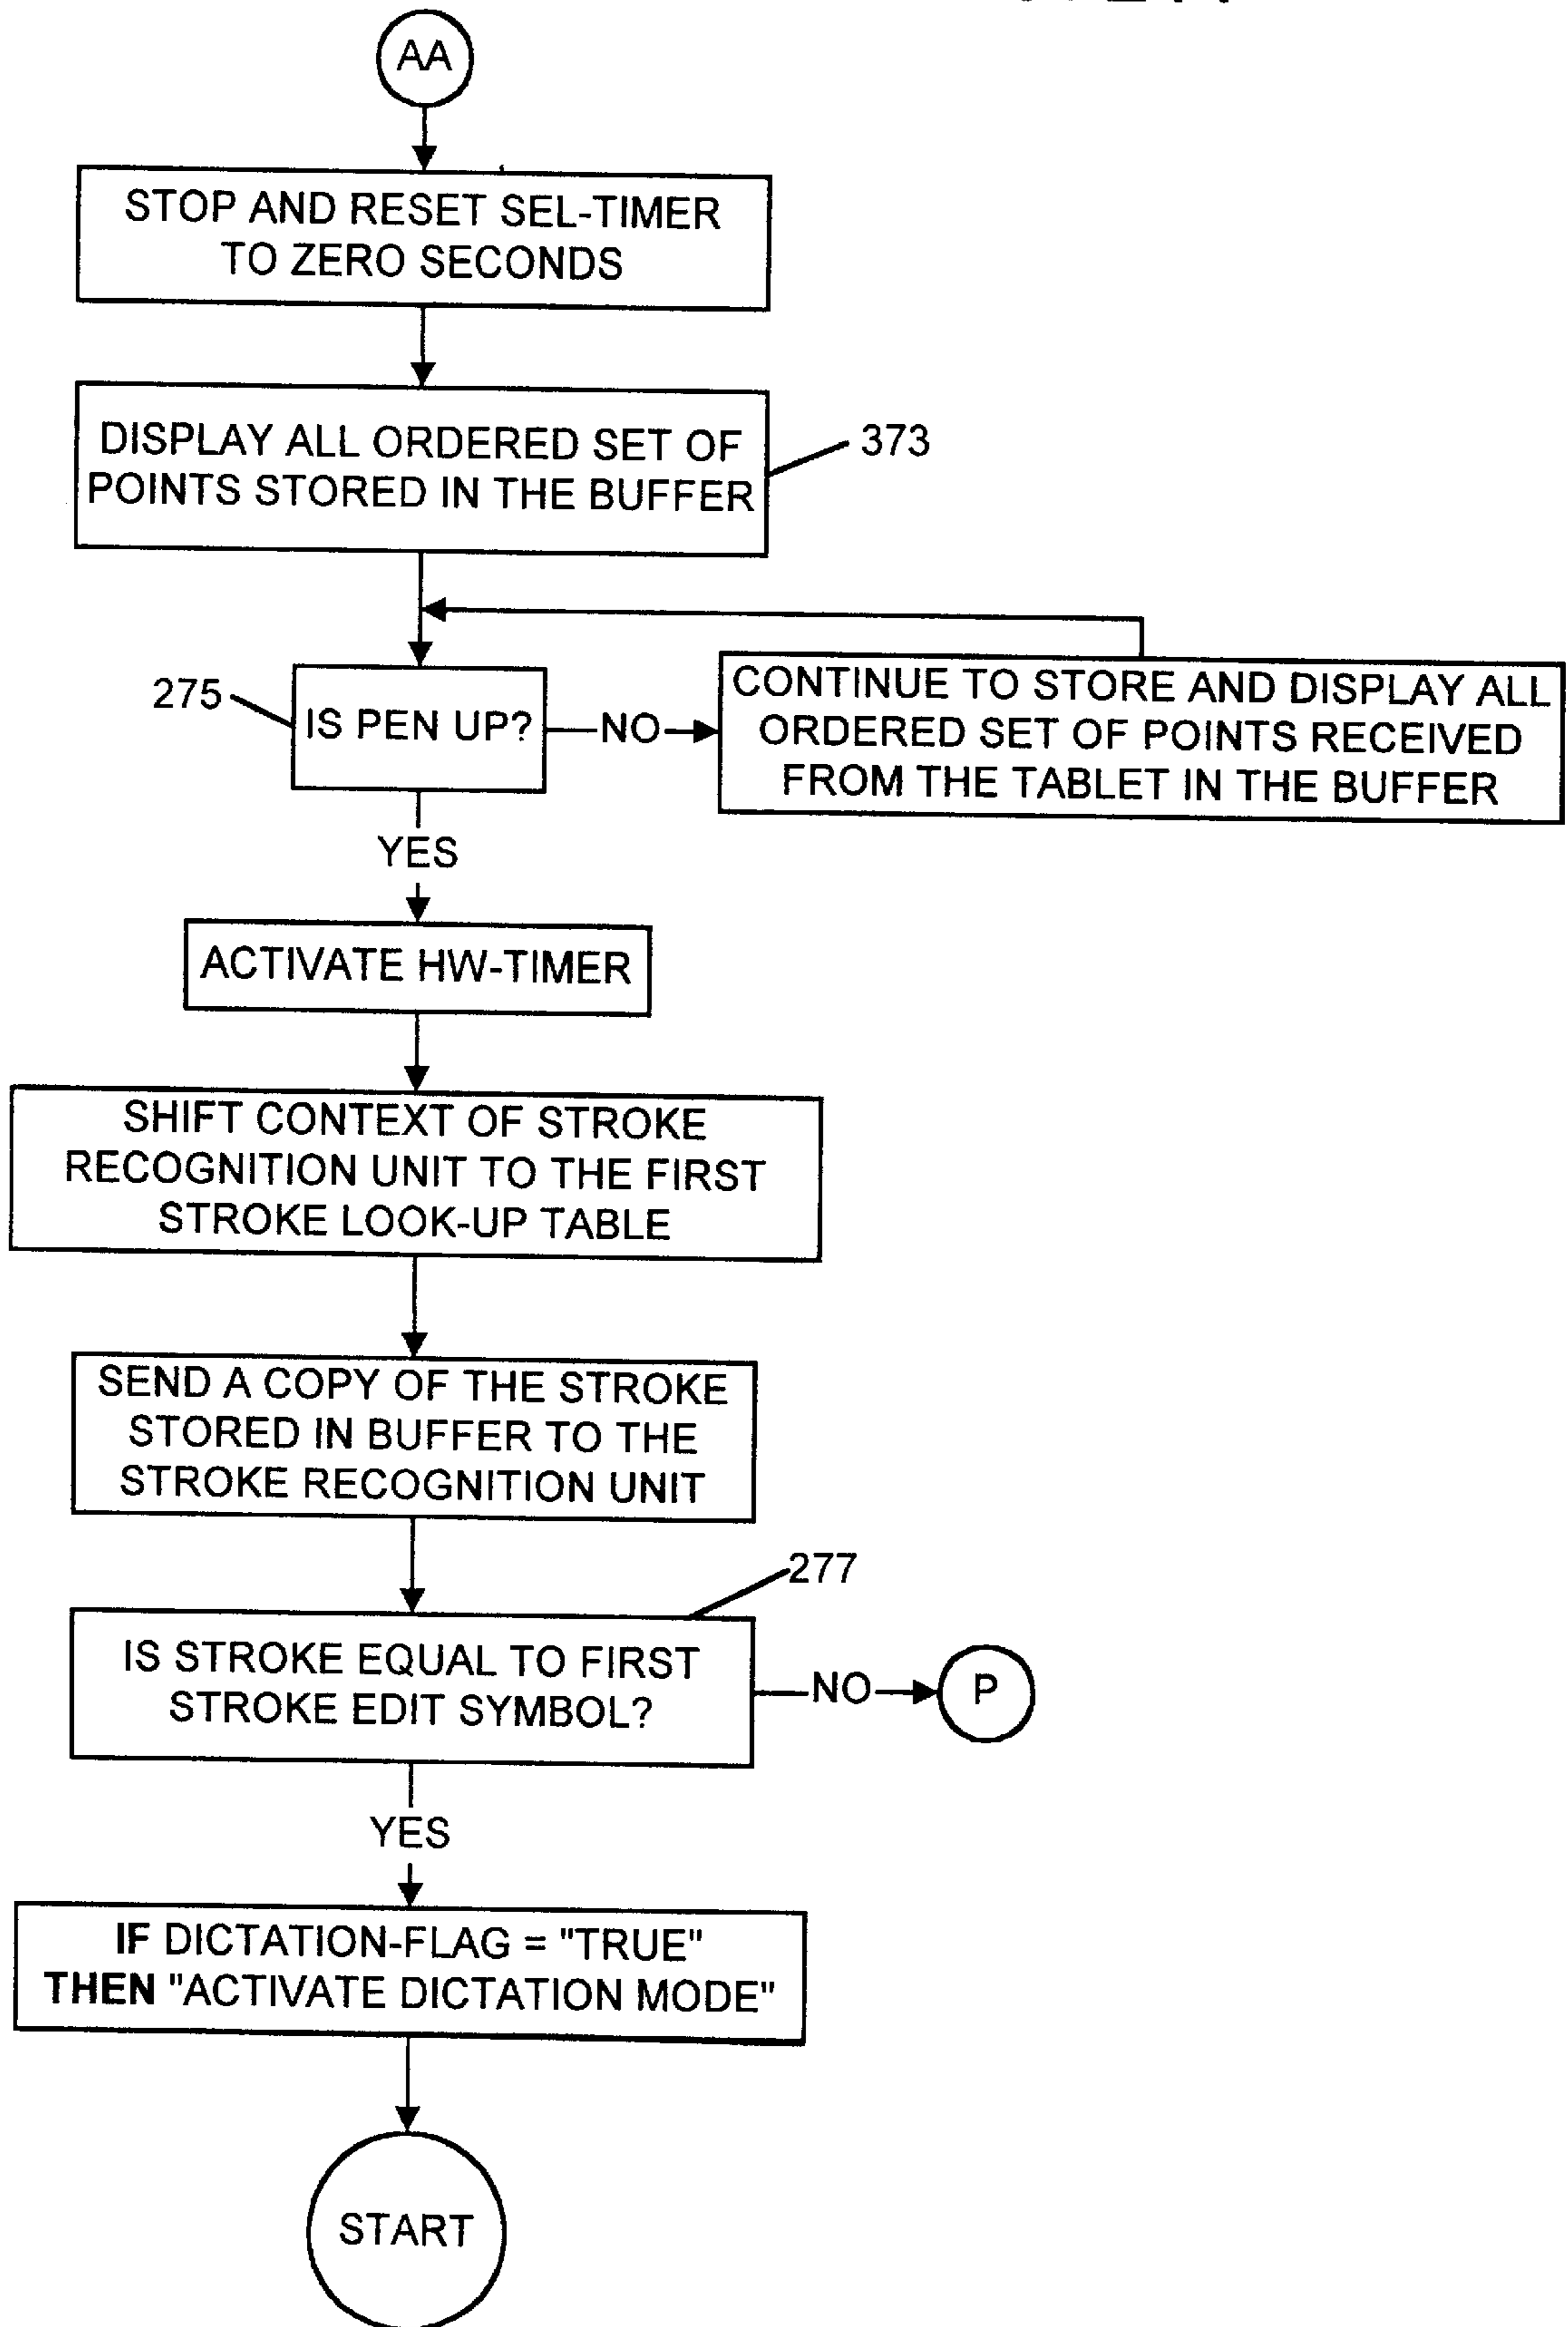 AA
STOP AND RESET SEL-TIMER
TO ZERO SECONDS
DISPLAY ALL ORDERED SET OF
POINTS STORED IN THE BUFFER
373
275
IS PEN UP?
NO
CONTINUE TO STORE AND DISPLAY ALL
ORDERED SET OF POINTS RECEIVED
FROM THE TABLET IN THE BUFFER
YES
ACTIVATE HW-TIMER
SHIFT CONTEXT OF STROKE
RECOGNITION UNIT TO THE FIRST
STROKE LOOK-UP TABLE
SEND A COPY OF THE STROKE
STORED IN BUFFER TO THE
STROKE RECOGNITION UNIT
277
IS STROKE EQUAL TO FIRST
STROKE EDIT SYMBOL?
NO
P
YES
IF DICTATION-FLAG = "TRUE"
THEN "ACTIVATE DICTATION MODE"
START